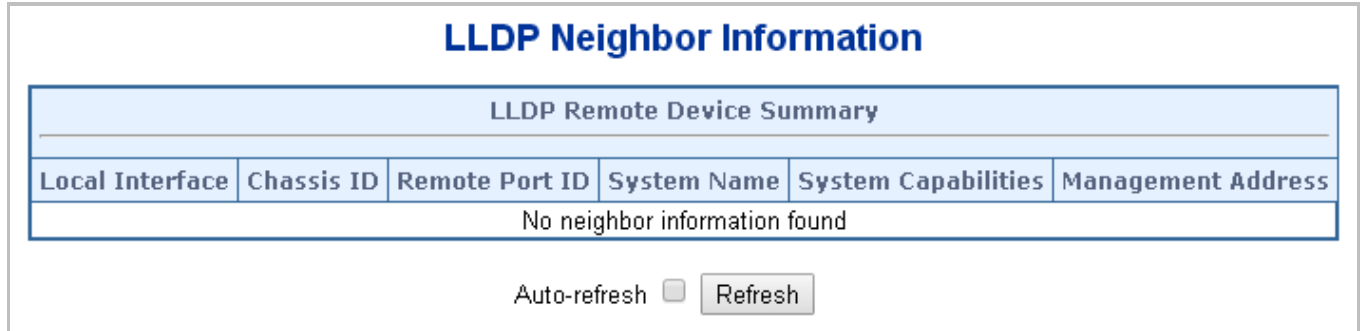 LLDP Neighbor Information
LLDP Remote Device Summary
Local Interface Chassis ID Remote Port ID System Name System Capabilities Management Address
No neighbor information found
Auto-refresh Refresh